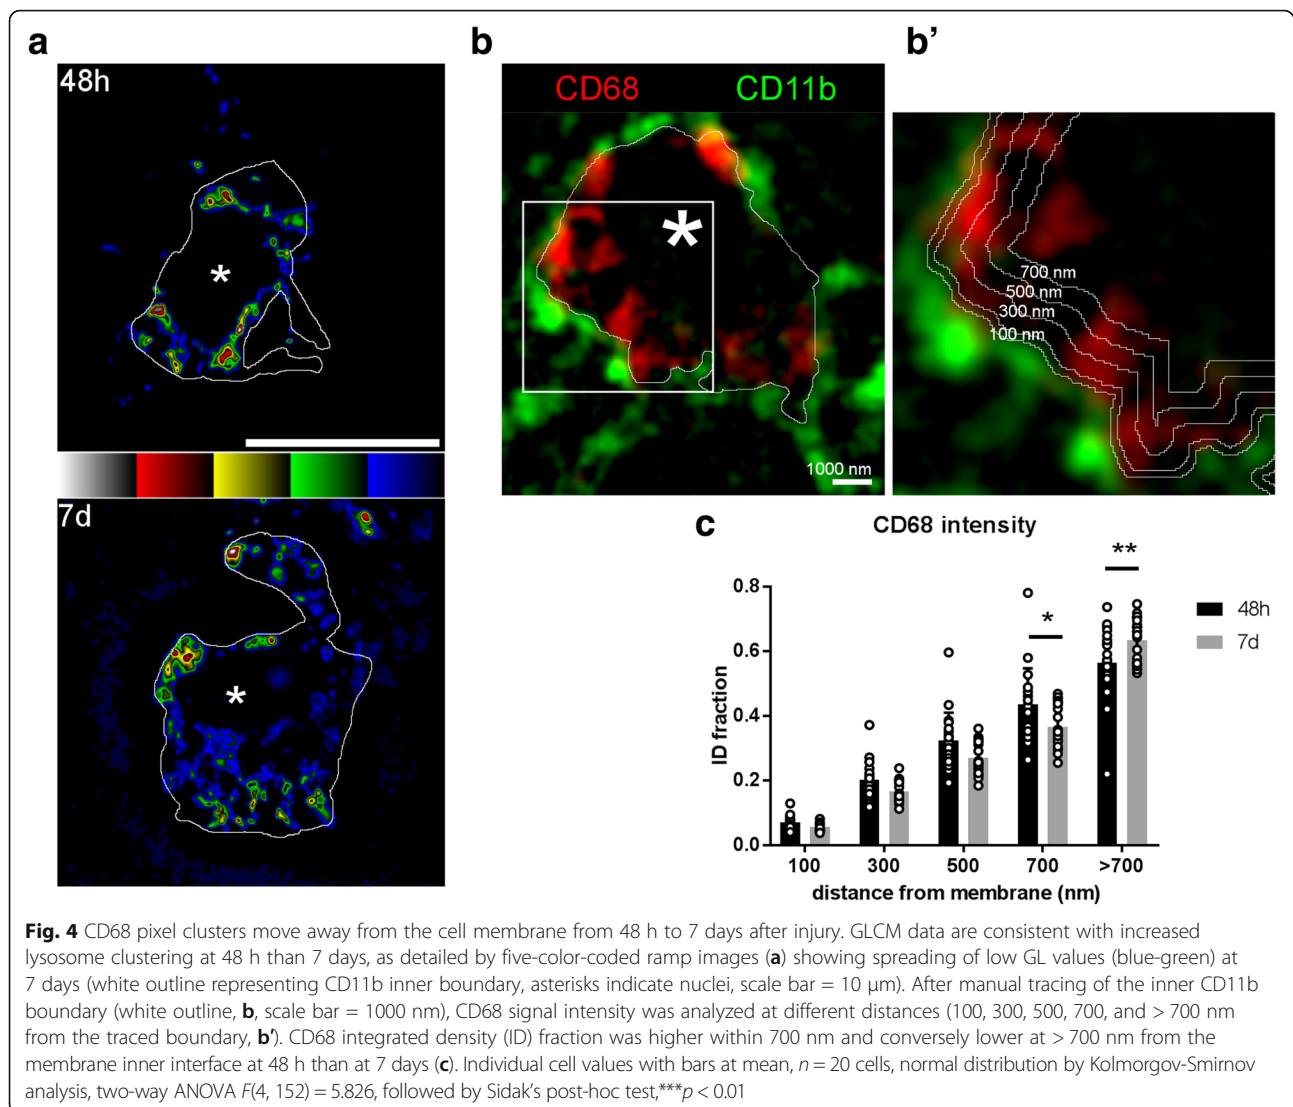 a
48h
*
7d
*
b
CD68
CD11b
*
1000 nm
b'
700 nm
500 nm
300 nm
100 nm
c
CD68 intensity
ID fraction
0.8
0.6
0.4
0.2
0.0
*
**
48h
7d
100 300 500 700 >700
distance from membrane (nm)
Fig. 4 CD68 pixel clusters move away from the cell membrane from 48 h to 7 days after injury. GLCM data are consistent with increased
lysosome clustering at 48 h than 7 days, as detailed by five-color-coded ramp images (a) showing spreading of low GL values (blue-green) at
7 days (white outline representing CD11b inner boundary, asterisks indicate nuclei, scale bar = 10 μm). After manual tracing of the inner CD11b
boundary (white outline, b, scale bar = 1000 nm), CD68 signal intensity was analyzed at different distances (100, 300, 500, 700, and > 700 nm
from the traced boundary, b'). CD68 integrated density (ID) fraction was higher within 700 nm and conversely lower at > 700 nm from the
membrane inner interface at 48 h than at 7 days (c). Individual cell values with bars at mean, n = 20 cells, normal distribution by Kolmorgov-Smirnov
analysis, two-way ANOVA F(4, 152) = 5.826, followed by Sidak's post-hoc test,***p < 0.01